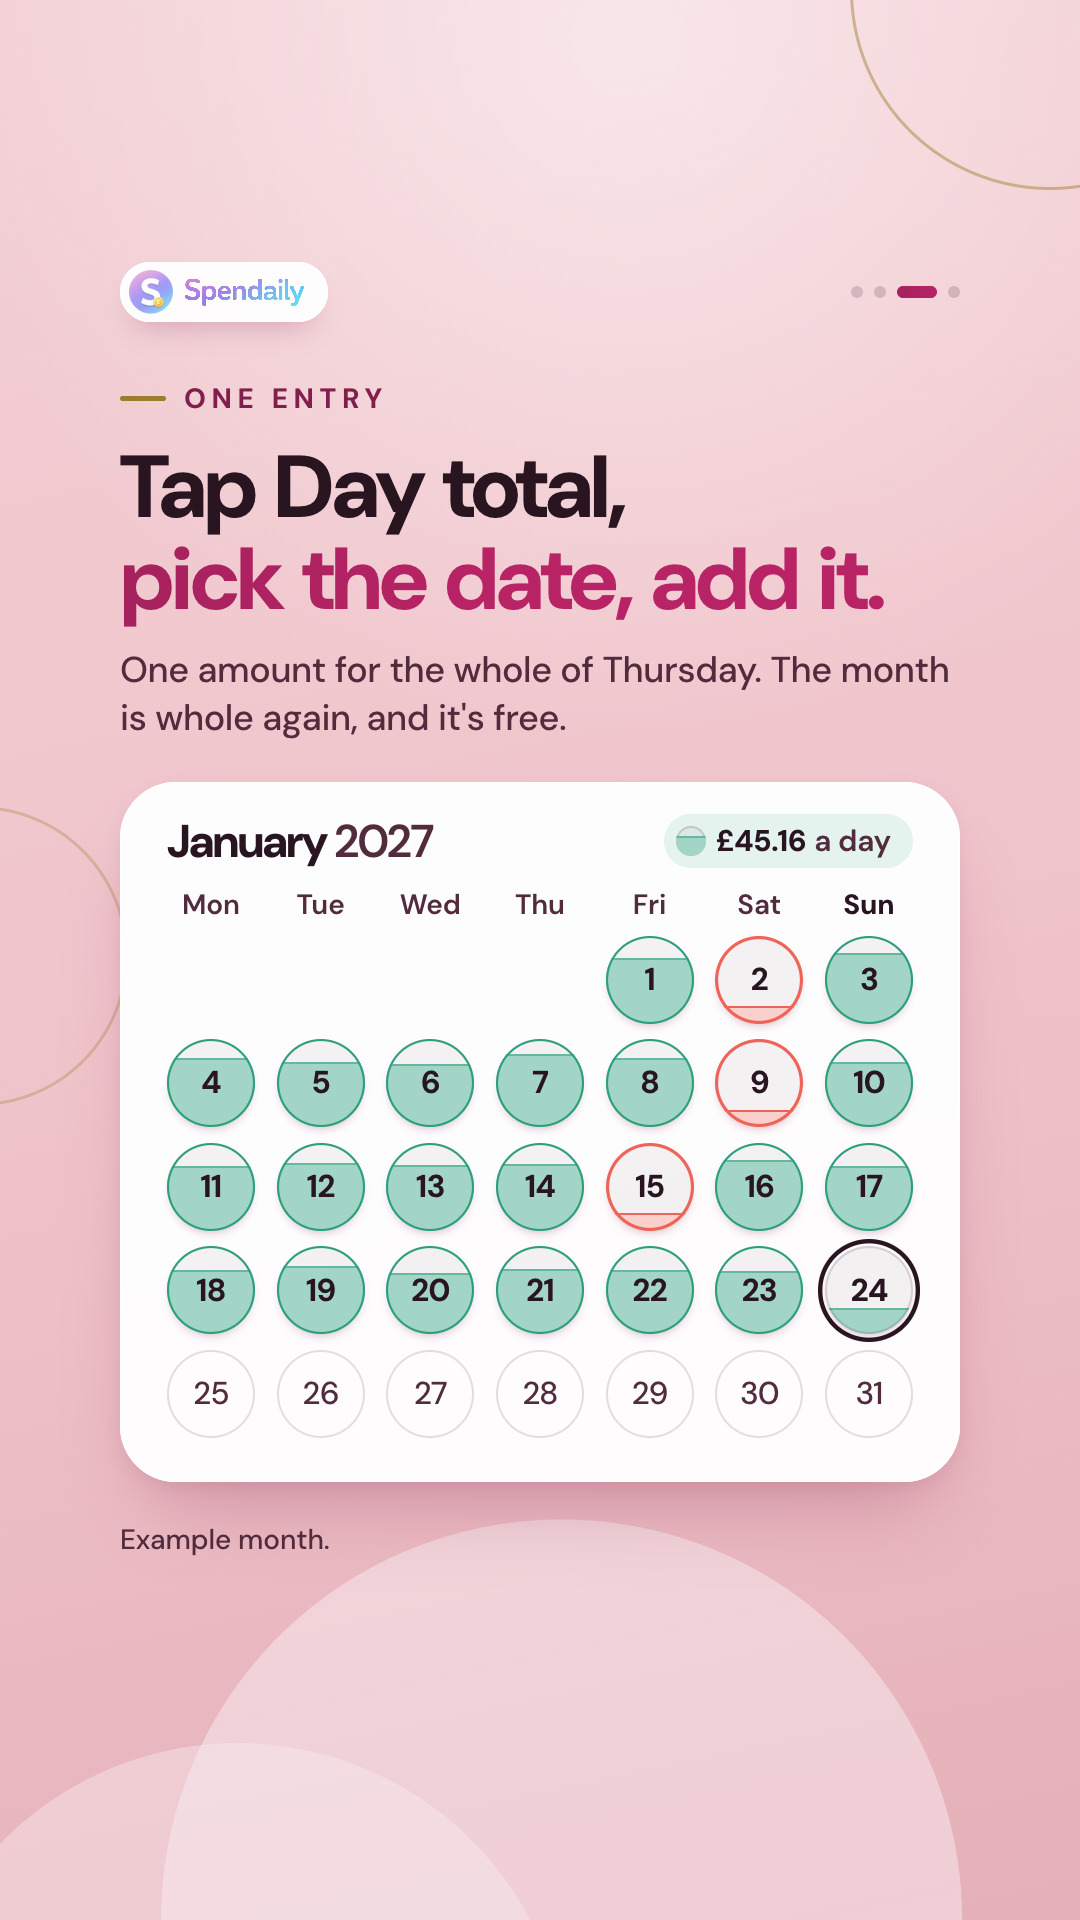 Spendaily
ONE ENTRY
Tap Day total,
pick the date, add it.
One amount for the whole of Thursday. The month
is whole again, and it's free.
January 2027
£45.16 a day
Mon Tue Wed Thu Fri Sat Sun
1 2 3
4 5 6 7 8 9 10
11 12 13 14 15 16 17
18 19 20 21 22 23 24
25 26 27 28 29 30 31
Example month.